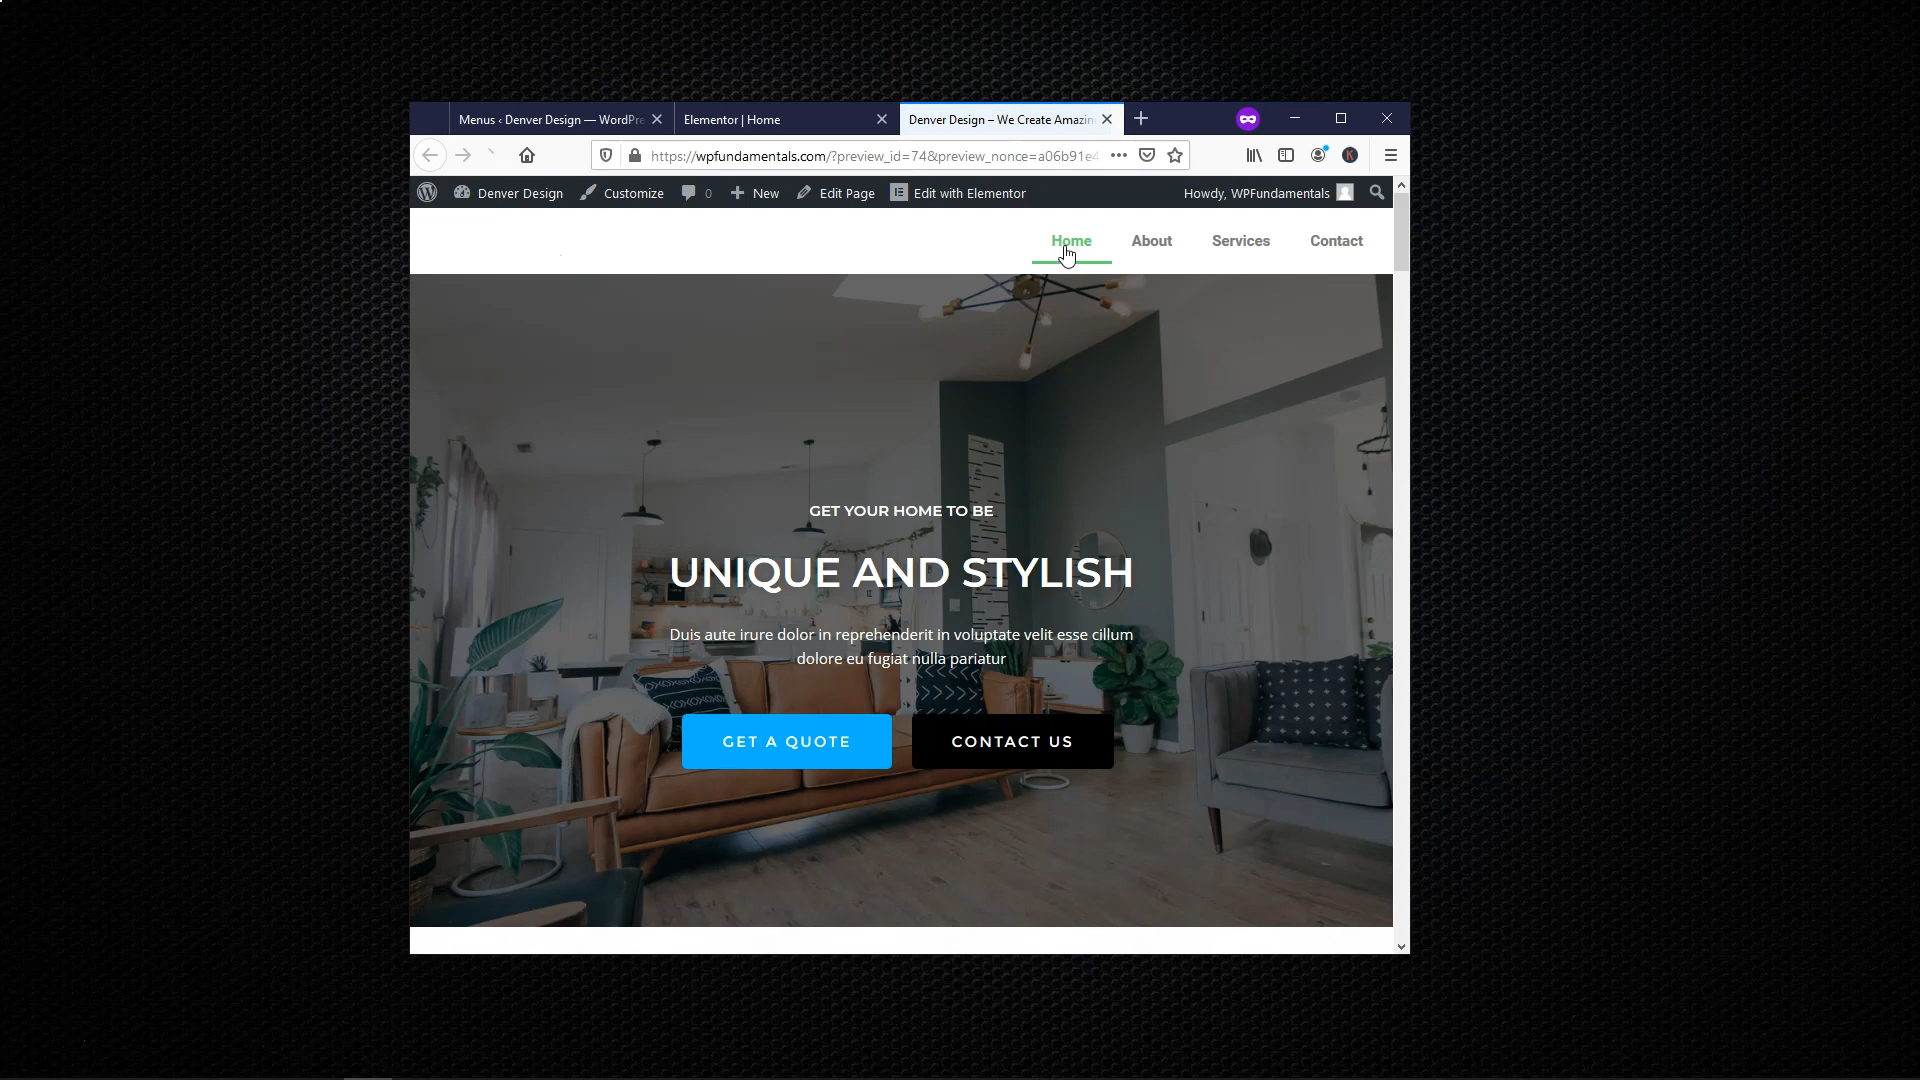 Menus ‹ Denver Design — WordPre
Elementor | Home
Denver Design – We Create Amazin
https://wpfundamentals.com/?preview_id=74&preview_nonce=a06b91e4
K
Denver Design
Customize
0
New
Edit Page
Edit with Elementor
Howdy, WPFundamentals
Home
About
Services
Contact
GET YOUR HOME TO BE
UNIQUE AND STYLISH
Duis aute irure dolor in reprehenderit in voluptate velit esse cillum
dolore eu fugiat nulla pariatur
GET A QUOTE
CONTACT US